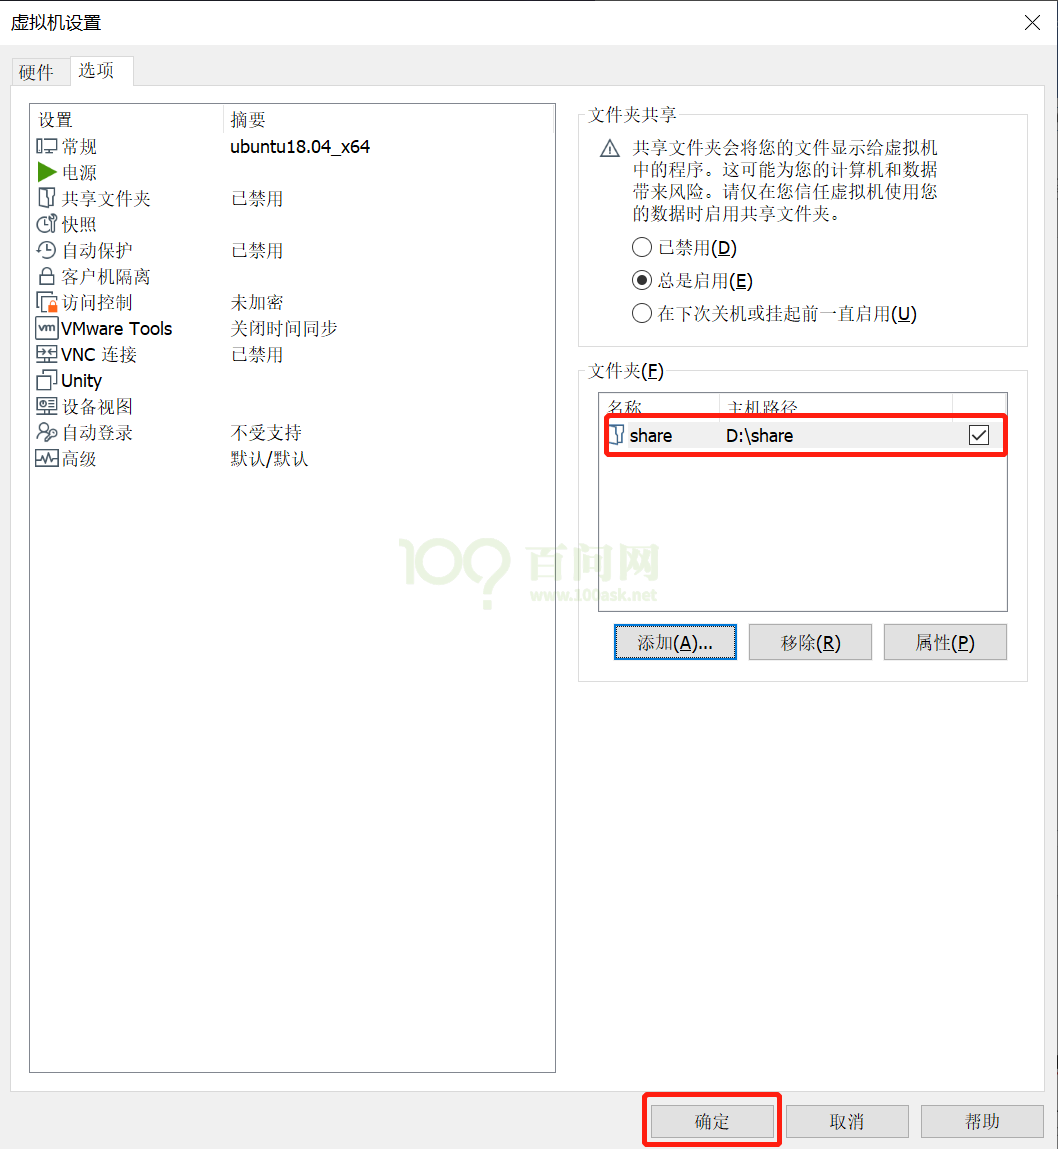 虚拟机设置
硬件 选项
设置 摘要
常规 ubuntu18.04_x64
电源
共享文件夹 已禁用
快照
自动保护 已禁用
客户机隔离
访问控制 未加密
VMware Tools 关闭时间同步
VNC 连接 已禁用
Unity
设备视图
自动登录 不受支持
高级 默认/默认
文件夹共享
共享文件夹会将您的文件显示给虚拟机
中的程序。这可能为您的计算机和数据
带来风险。请仅在您信任虚拟机使用您
的数据时启用共享文件夹。
已禁用(D)
总是启用(E)
在下次关机或挂起前一直启用(U)
文件夹(F)
名称 主机路径
share D:\share
添加(A)... 移除(R) 属性(P)
100? 百问网
www.100ask.net
确定 取消 帮助